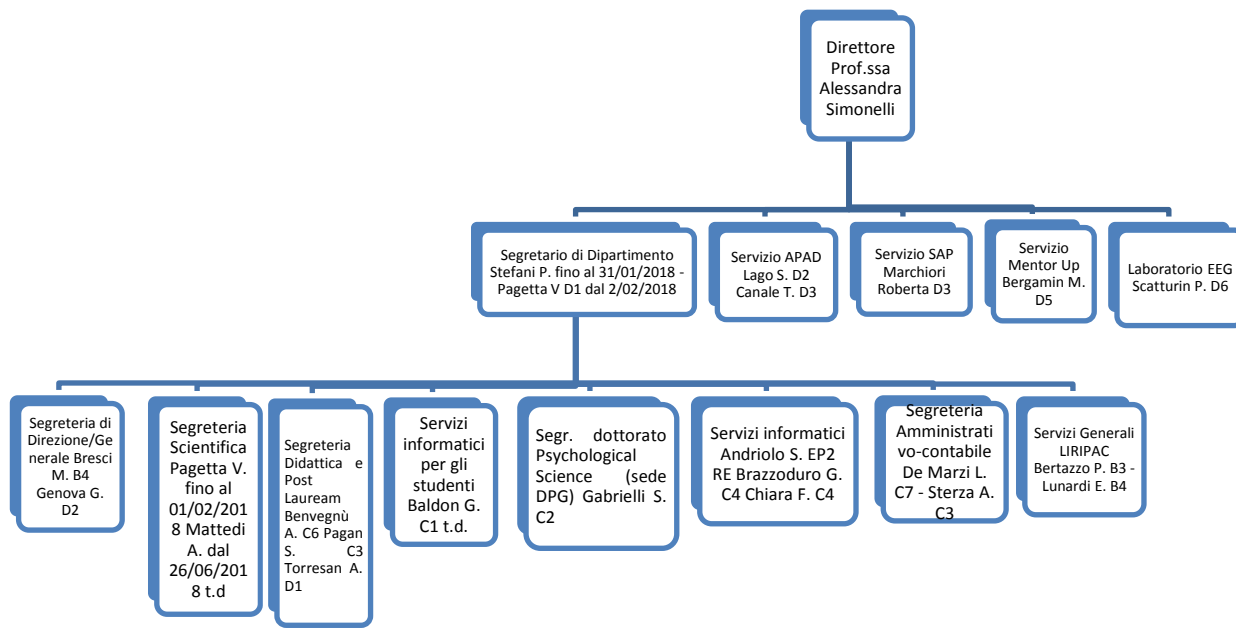 Direttore
Prof.ssa
Alessandra
Simonelli
Segretario di Dipartimento
Stefani P. fino al 31/01/2018 -
Pagetta V D1 dal 2/02/2018
Servizio APAD
Lago S. D2
Canale T. D3
Servizio SAP
Marchiori
Roberta D3
Servizio
Mentor Up
Bergamin M.
D5
Laboratorio EEG
Scatturin P. D6
Segreteria di
Direzione/Ge
nerale Bresci
M. B4
Genova G.
D2
Segreteria
Scientifica
Pagetta V.
fino al
01/02/201
8 Mattedi
A. dal
26/06/201
8 t.d
Segreteria
Didattica e
Post
Lauream
Benvegnù
A. C6 Pagan
S. C3
Torresan A.
D1
Servizi
informatici
per gli
studenti
Baldon G.
C1 t.d.
Segr. dottorato
Psychological
Science (sede
DPG) Gabrielli S.
C2
Servizi informatici
Andriolo S. EP2
RE Brazzoduro G.
C4 Chiara F. C4
Segreteria
Amministrati
vo-contabile
De Marzi L.
C7 - Sterza A.
C3
Servizi Generali
LIRIPAC
Bertazzo P. B3 -
Lunardi E. B4